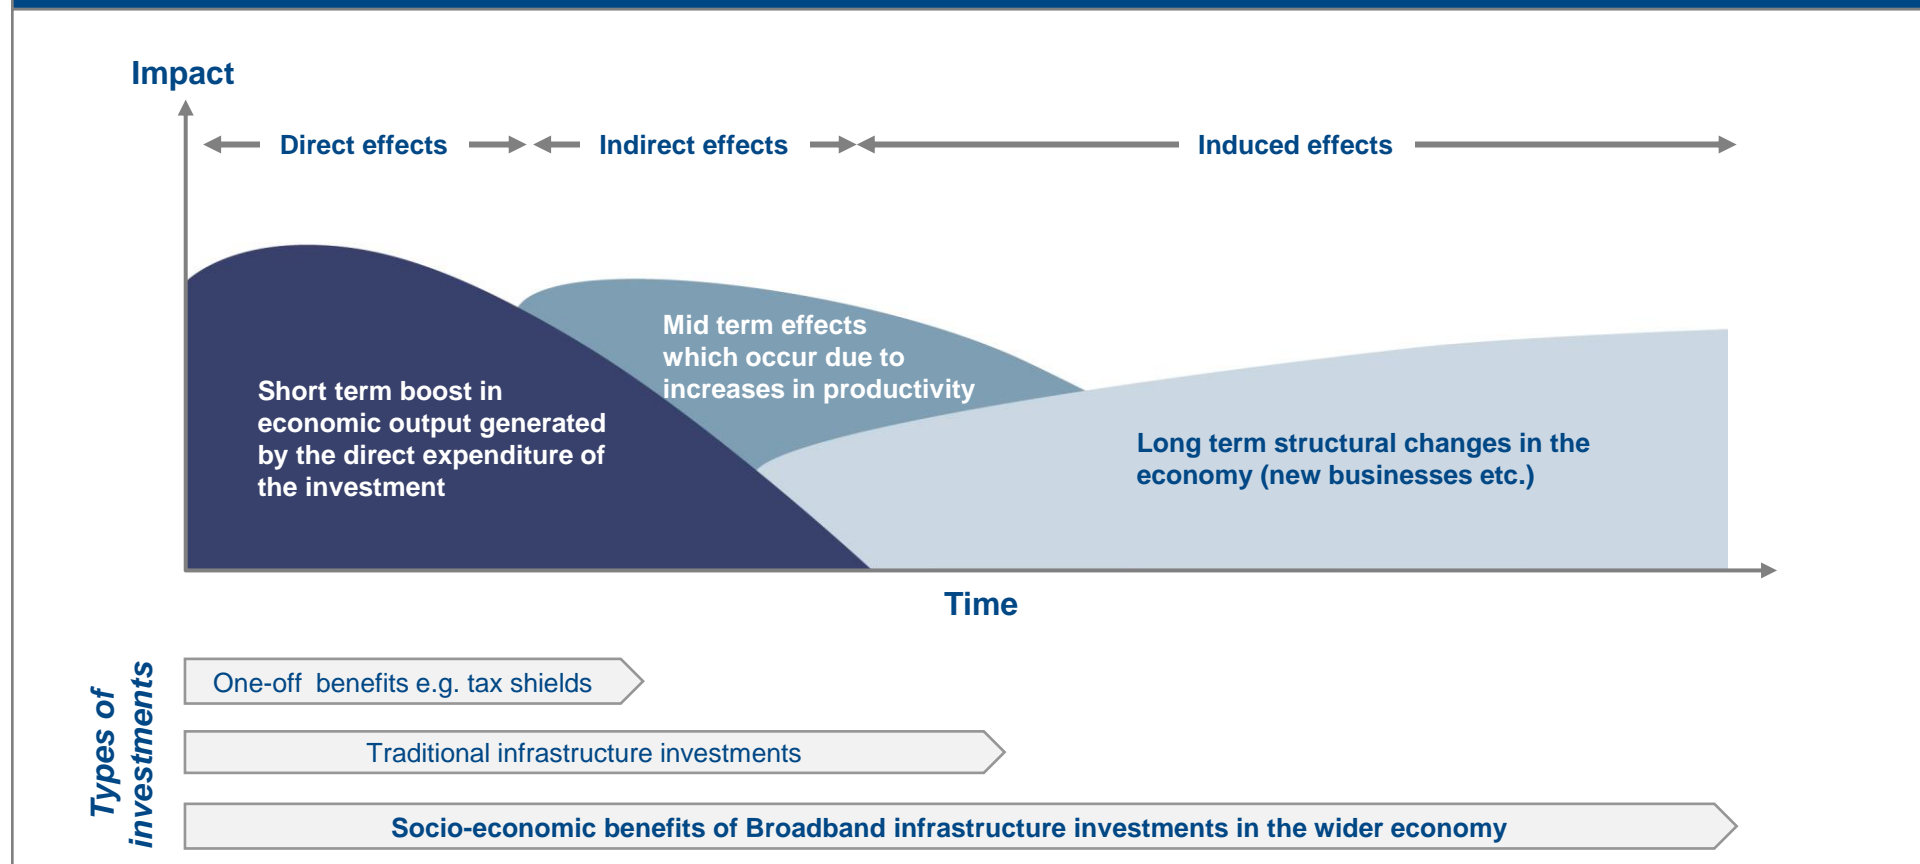 Impact
Direct effects
Indirect effects
Induced effects
Mid term effects
which occur due to
increases in productivity
Short term boost in
economic output generated
by the direct expenditure of
the investment
Long term structural changes in the
economy (new businesses etc.)
Time
Types of
investments
One-off  benefits e.g. tax shields
Traditional infrastructure investments
Socio-economic benefits of Broadband infrastructure investments in the wider economy